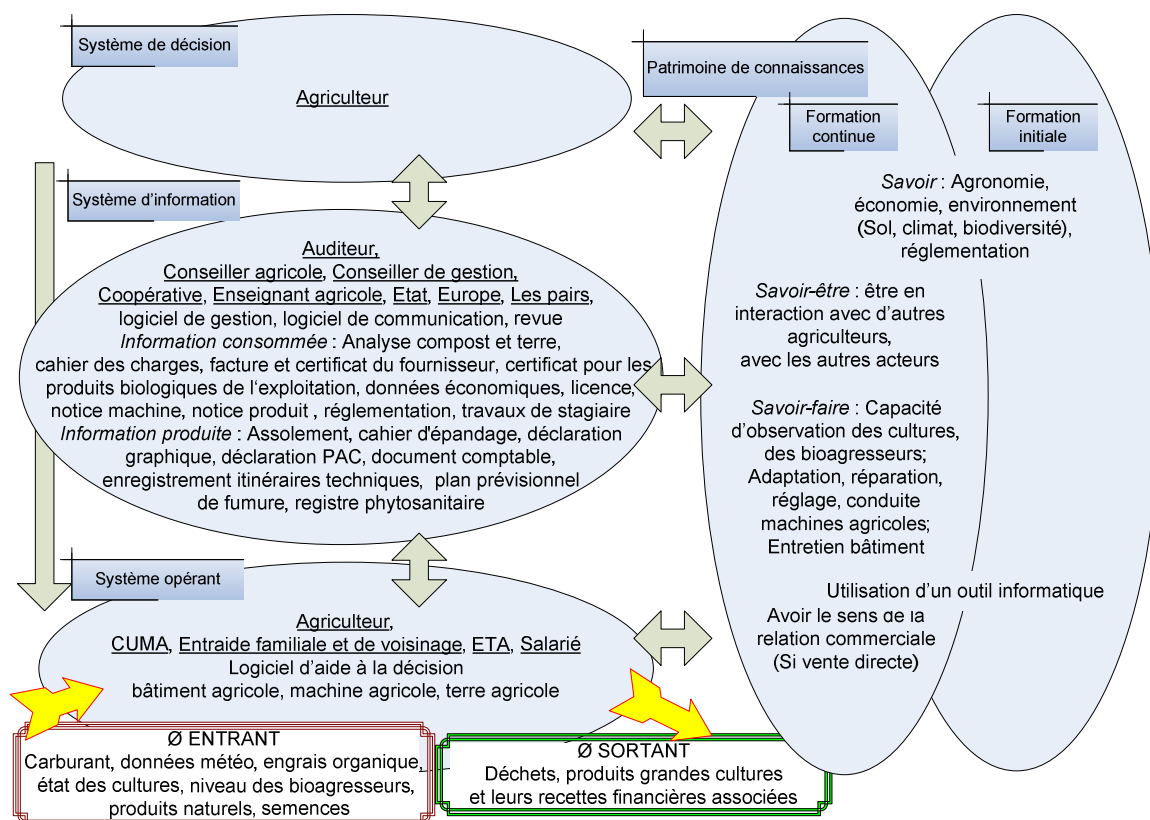 Système de décision
Agriculteur
Patrimoine de connaissances
Formation
continue
Formation
initiale
Système d'information
Auditeur,
Conseiller agricole, Conseiller de gestion,
Coopérative, Enseignant agricole, Etat, Europe, Les pairs,
logiciel de gestion, logiciel de communication, revue
Information consommée : Analyse compost et terre,
cahier des charges, facture et certificat du fournisseur, certificat pour les
produits biologiques de l'exploitation, données économiques, licence,
notice machine, notice produit , réglementation, travaux de stagiaire
Information produite : Assolement, cahier d'épandage, déclaration
graphique, déclaration PAC, document comptable,
enregistrement itinéraires techniques, plan prévisionnel
de fumure, registre phytosanitaire
Savoir : Agronomie,
économie, environnement
(Sol, climat, biodiversité),
réglementation
Savoir-être : être en
interaction avec d'autres
agriculteurs,
avec les autres acteurs
Savoir-faire : Capacité
d'observation des cultures,
des bioagresseurs;
Adaptation, réparation,
réglage, conduite
machines agricoles;
Entretien bâtiment
Utilisation d'un outil informatique
Avoir le sens de la
relation commerciale
(Si vente directe)
Système opérant
Agriculteur,
CUMA, Entraide familiale et de voisinage, ETA, Salarié
Logiciel d'aide à la décision
bâtiment agricole, machine agricole, terre agricole
Ø ENTRANT
Carburant, données météo, engrais organique,
état des cultures, niveau des bioagresseurs,
produits naturels, semences
Ø SORTANT
Déchets, produits grandes cultures
et leurs recettes financières associées